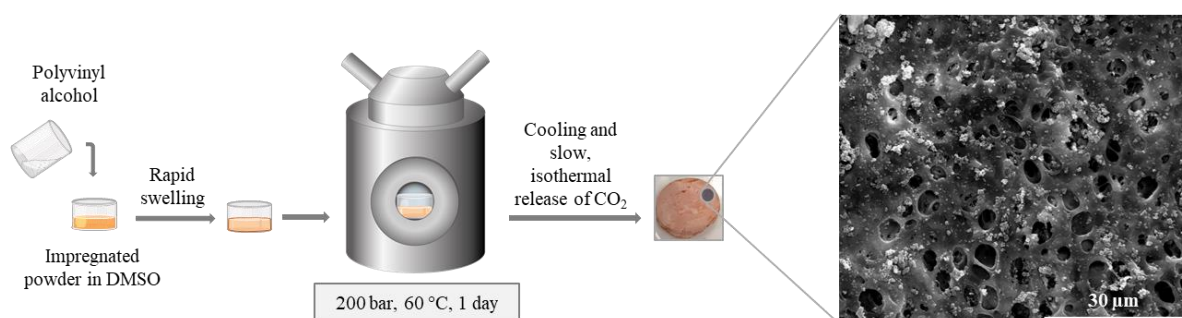 Polyvinyl
alcohol
Impregnated
powder in DMSO
Rapid
swelling
200 bar, 60 °C, 1 day
Cooling and
slow,
isothermal
release of CO₂
30 µm